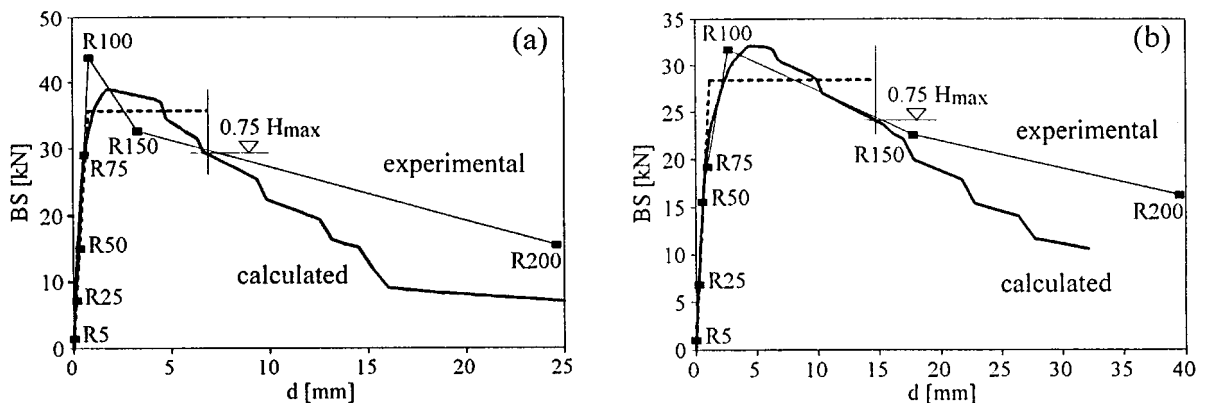 (a)
BS [kN]
60
50
40
30
20
10
0
R100
R150
R75
R50
R25
R5
R200
0.75 Hmax
experimental
calculated
0 5 10 15 20 25
d [mm]
(b)
BS [kN]
35
30
25
20
15
10
5
0
R100
R75
R50
R25
R5
R150
R200
0.75 Hmax
experimental
calculated
0 5 10 15 20 25 30 35 40
d [mm]